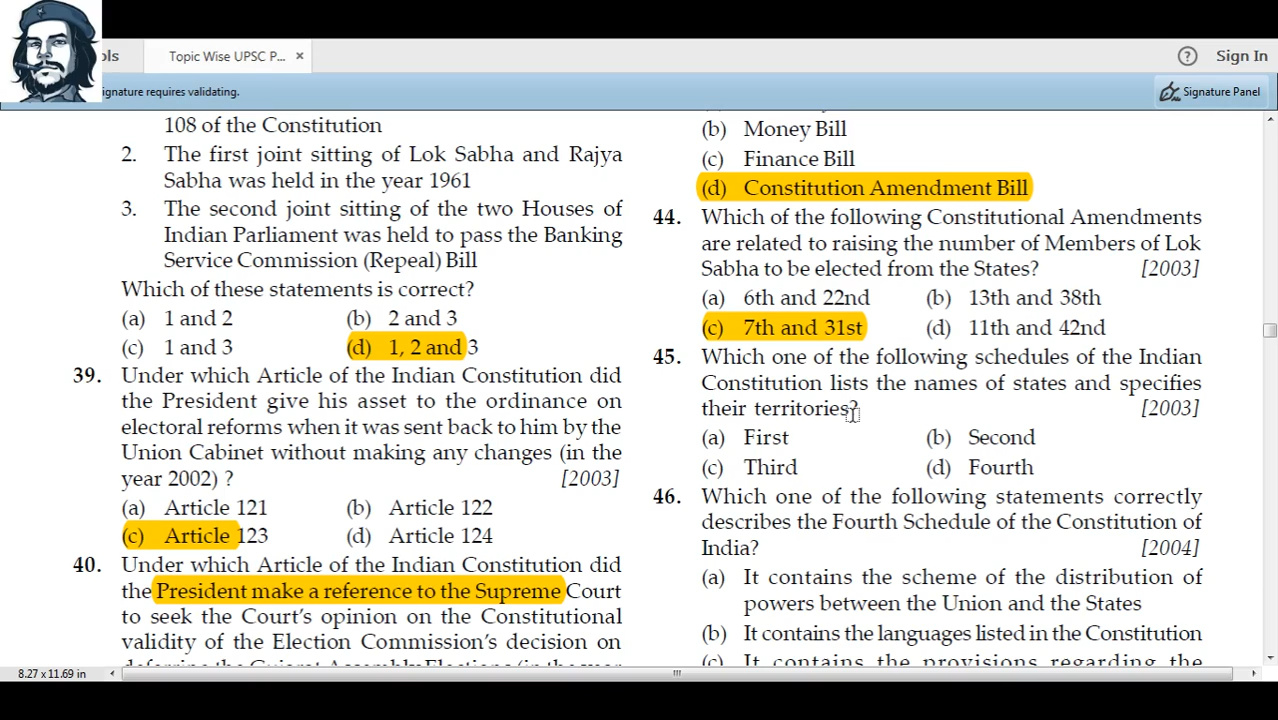 ols
Topic Wise UPSC P... ×
? Sign In
ignature requires validating.
Signature Panel
108 of the Constitution
2. The first joint sitting of Lok Sabha and Rajya
Sabha was held in the year 1961
3. The second joint sitting of the two Houses of
Indian Parliament was held to pass the Banking
Service Commission (Repeal) Bill
Which of these statements is correct?
(a) 1 and 2 (b) 2 and 3
(c) 1 and 3 (d) 1, 2 and 3
39. Under which Article of the Indian Constitution did
the President give his asset to the ordinance on
electoral reforms when it was sent back to him by the
Union Cabinet without making any changes (in the
year 2002) ? [2003]
(a) Article 121 (b) Article 122
(c) Article 123 (d) Article 124
40. Under which Article of the Indian Constitution did
the President make a reference to the Supreme Court
to seek the Court's opinion on the Constitutional
validity of the Election Commission's decision on
deferring the Gujarat Assembly Elections (in the year
(b) Money Bill
(c) Finance Bill
(d) Constitution Amendment Bill
44. Which of the following Constitutional Amendments
are related to raising the number of Members of Lok
Sabha to be elected from the States? [2003]
(a) 6th and 22nd (b) 13th and 38th
(c) 7th and 31st (d) 11th and 42nd
45. Which one of the following schedules of the Indian
Constitution lists the names of states and specifies
their territories? [2003]
(a) First (b) Second
(c) Third (d) Fourth
46. Which one of the following statements correctly
describes the Fourth Schedule of the Constitution of
India? [2004]
(a) It contains the scheme of the distribution of
powers between the Union and the States
(b) It contains the languages listed in the Constitution
(c) It contains the provisions regarding the
8.27 x 11.69 in